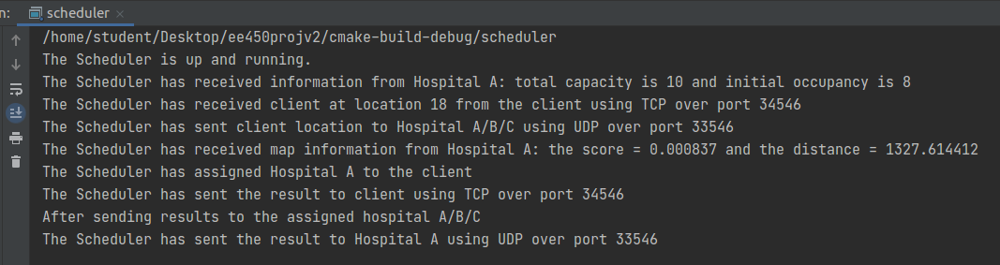 n: scheduler ×
/home/student/Desktop/ee450projv2/cmake-build-debug/scheduler
The Scheduler is up and running.
The Scheduler has received information from Hospital A: total capacity is 10 and initial occupancy is 8
The Scheduler has received client at location 18 from the client using TCP over port 34546
The Scheduler has sent client location to Hospital A/B/C using UDP over port 33546
The Scheduler has received map information from Hospital A: the score = 0.000837 and the distance = 1327.614412
The Scheduler has assigned Hospital A to the client
The Scheduler has sent the result to client using TCP over port 34546
After sending results to the assigned hospital A/B/C
The Scheduler has sent the result to Hospital A using UDP over port 33546